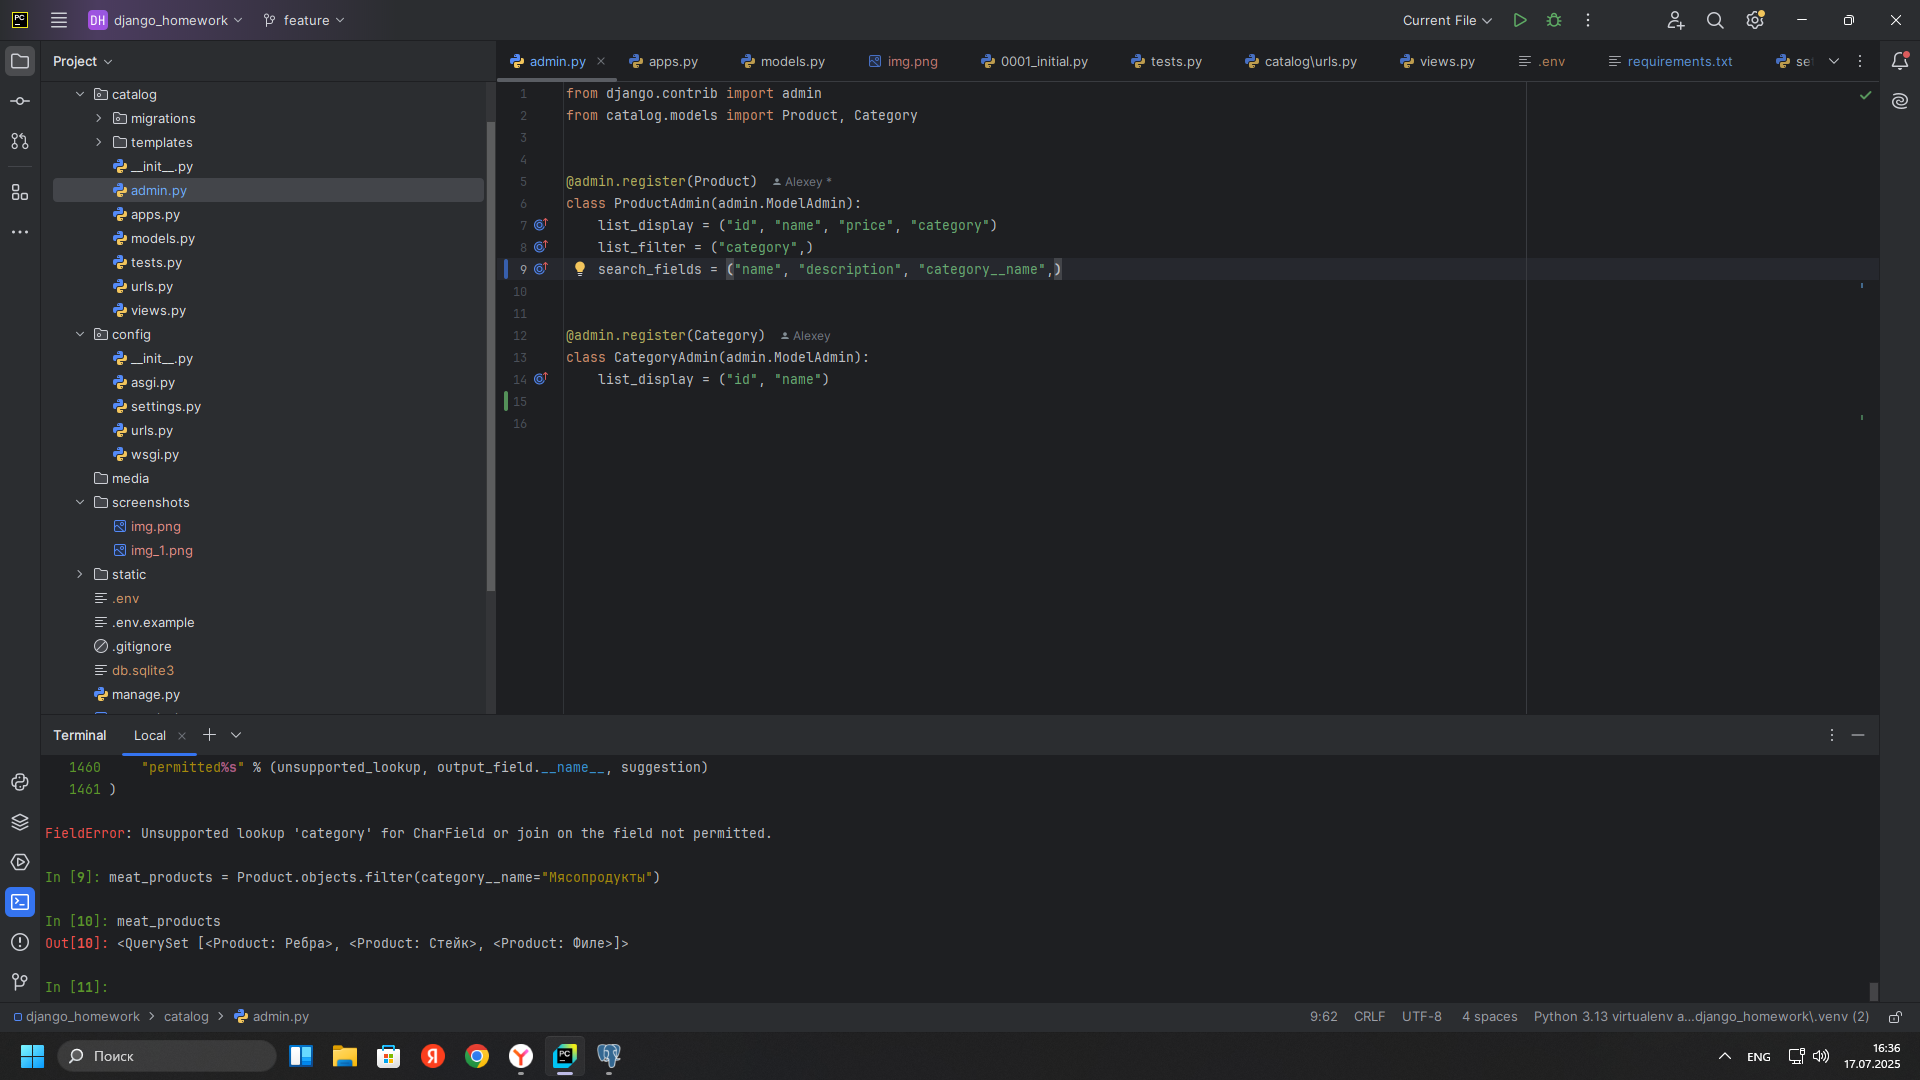 DH django_homework feature Current File
Project
admin.py apps.py models.py img.png 0001_initial.py tests.py catalog\urls.py views.py .env requirements.txt
catalog
migrations
templates
__init__.py
admin.py
apps.py
models.py
tests.py
urls.py
views.py
config
__init__.py
asgi.py
settings.py
urls.py
wsgi.py
media
screenshots
img.png
img_1.png
static
.env
.env.example
.gitignore
db.sqlite3
manage.py
1 from django.contrib import admin
2 from catalog.models import Product, Category
3
4
5 @admin.register(Product) Alexey *
6 class ProductAdmin(admin.ModelAdmin):
7 list_display = ("id", "name", "price", "category")
8 list_filter = ("category",)
9 search_fields = ("name", "description", "category__name",)
10
11
12 @admin.register(Category) Alexey
13 class CategoryAdmin(admin.ModelAdmin):
14 list_display = ("id", "name")
15
16
Terminal Local
1460 "permitted%s" % (unsupported_lookup, output_field.__name__, suggestion)
1461 )
FieldError: Unsupported lookup 'category' for CharField or join on the field not permitted.
In [9]: meat_products = Product.objects.filter(category__name="Мясопродукты")
In [10]: meat_products
Out[10]: <QuerySet [<Product: Ребра>, <Product: Стейк>, <Product: Филе>]>
In [11]:
django_homework > catalog > admin.py 9:62 CRLF UTF-8 4 spaces Python 3.13 virtualenv a...django_homework\.venv (2)
Поиск ENG 16:36
17.07.2025